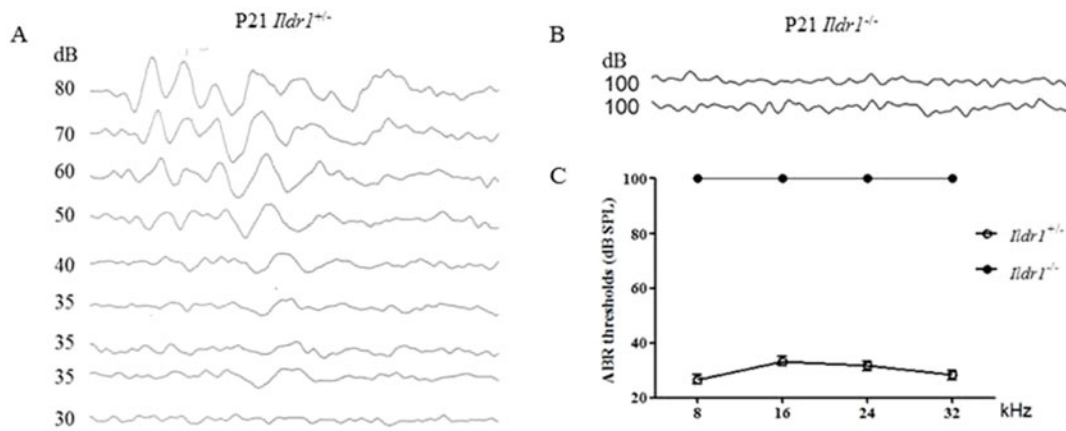 A
P21 Ildr1+/-
dB
80
70
60
50
40
35
35
35
30
B
P21 Ildr1-/-
dB
100
100
C
ABR thresholds (dB SPL)
100
80
60
40
20
8 16 24 32 kHz
Ildr1+/-
Ildr1-/-